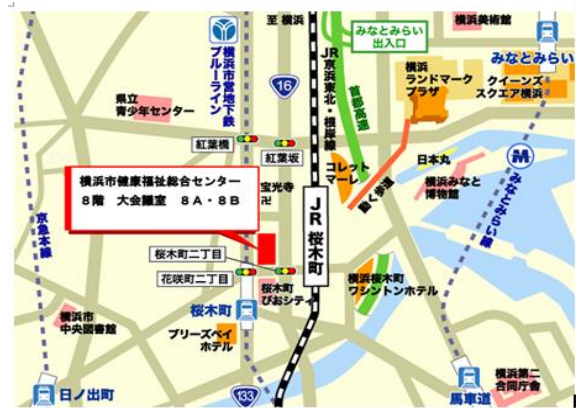 至 横浜
みなとみらい
出入口
横浜美術館
みなとみらい
横浜市営地下鉄
ブルーライン
16
JR京浜東北・根岸線
首都高速
横浜
ランドマーク
プラザ
クイーンズ
スクエア横浜
県立
青少年センター
紅葉橋
紅葉坂
コレット
マーレ
動く歩道
日本丸
横浜みなと
博物館
みなとみらい線
横浜市健康福祉総合センター
8階 大会議室 8A・8B
宝光寺
卍
JR 桜木町
京急本線
桜木町二丁目
花咲町二丁目
桜木町
ぴおシティ
横浜桜木町
ワシントンホテル
桜木町
横浜市
中央図書館
ブリーズベイ
ホテル
日ノ出町
133
馬車道
横浜第二
合同庁舎